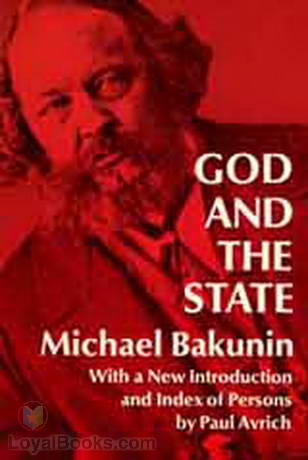 GOD
AND
THE
STATE
Michael Bakunin
With a New Introduction
and Index of Persons
by Paul Avrich
LoyalBooks.com